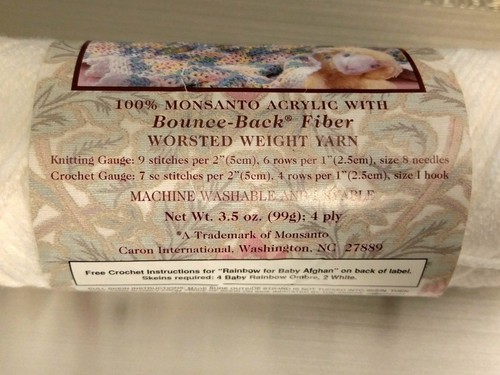 100% MONSANTO ACRYLIC WITH
Bounce-Back® Fiber
WORSTED WEIGHT YARN
Knitting Gauge: 9 stitches per 2"(5cm), 6 rows per 1"(2.5cm), size 8 needles
Crochet Gauge: 7 sc stitches per 2"(5cm), 4 rows per 1"(2.5cm), size I hook
MACHINE WASHABLE AND DRYABLE
Net Wt. 3.5 oz. (99g); 4 ply
*A Trademark of Monsanto
Caron International, Washington, NC 27889
Free Crochet Instructions for "Rainbow for Baby Afghan" on back of label.
Skeins required: 4 Baby Rainbow Ombre, 2 White.